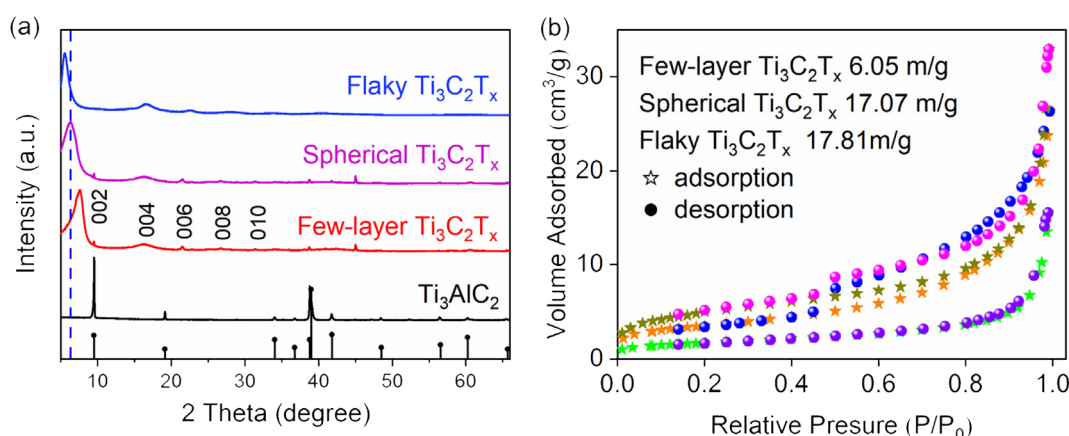 (a)
Intensity (a.u.)
Flaky Ti₃C₂Tₓ
Spherical Ti₃C₂Tₓ
002
004
006
008
010
Few-layer Ti₃C₂Tₓ
Ti₃AlC₂
10
20
30
40
50
60
2 Theta (degree)
(b)
Volume Adsorbed (cm³/g)
30
20
10
0
Few-layer Ti₃C₂Tₓ 6.05 m/g
Spherical Ti₃C₂Tₓ 17.07 m/g
Flaky Ti₃C₂Tₓ 17.81m/g
☆ adsorption
● desorption
0.0
0.2
0.4
0.6
0.8
1.0
Relative Presure (P/P₀)